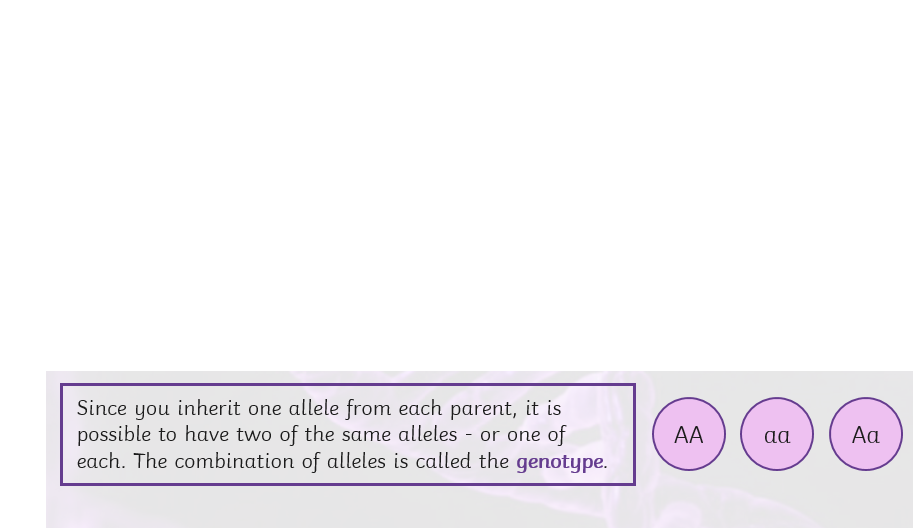 Since you inherit one allele from each parent, it is
possible to have two of the same alleles - or one of
each. The combination of alleles is called the genotype.
AA aa Aa